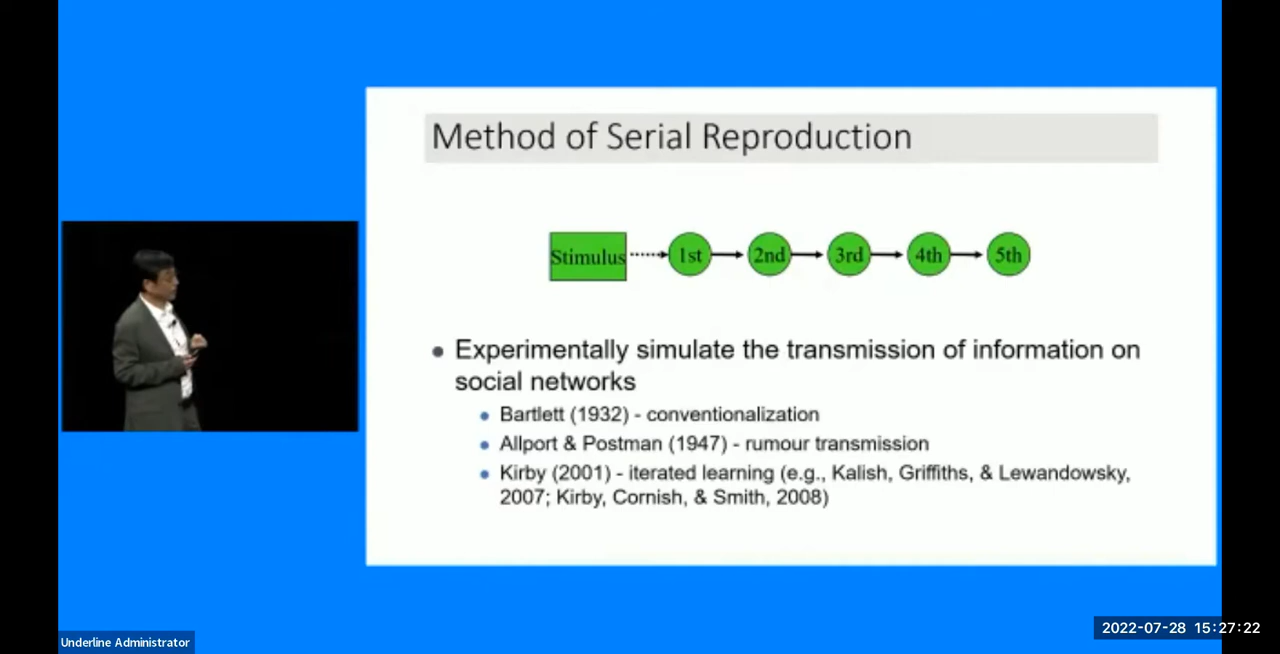 Method of Serial Reproduction
Stimulus 1st 2nd 3rd 4th 5th
Experimentally simulate the transmission of information on
social networks
Bartlett (1932) - conventionalization
Allport & Postman (1947) - rumour transmission
Kirby (2001) - iterated learning (e.g., Kalish, Griffiths, & Lewandowsky,
2007; Kirby, Cornish, & Smith, 2008)
Underline Administrator
2022-07-28 15:27:22